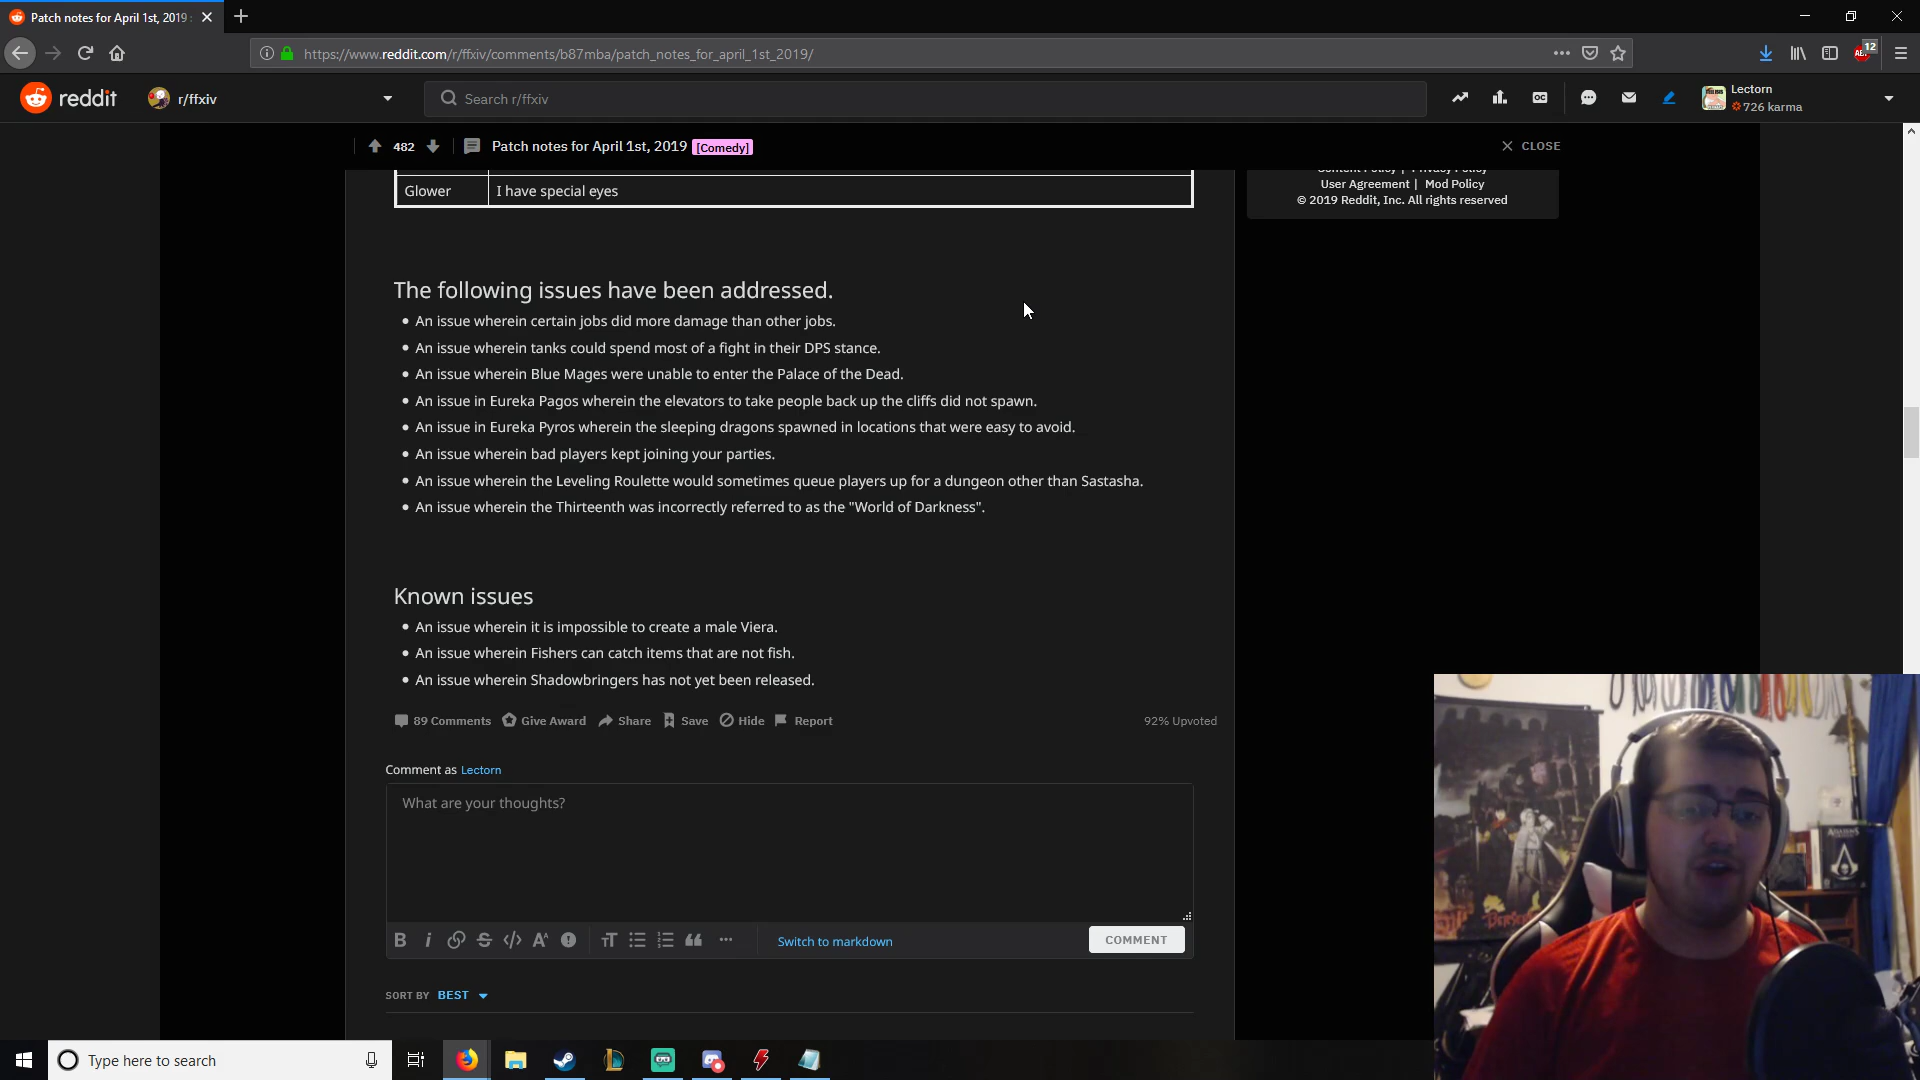 Patch notes for April 1st, 2019
https://www.reddit.com/r/ffxiv/comments/b87mba/patch_notes_for_april_1st_2019/
12
reddit
r/ffxiv
Search r/ffxiv
Lectorn
726 karma
482
Patch notes for April 1st, 2019 [Comedy]
CLOSE
Glower
I have special eyes
User Agreement | Mod Policy
© 2019 Reddit, Inc. All rights reserved
The following issues have been addressed.
• An issue wherein certain jobs did more damage than other jobs.
• An issue wherein tanks could spend most of a fight in their DPS stance.
• An issue wherein Blue Mages were unable to enter the Palace of the Dead.
• An issue in Eureka Pagos wherein the elevators to take people back up the cliffs did not spawn.
• An issue in Eureka Pyros wherein the sleeping dragons spawned in locations that were easy to avoid.
• An issue wherein bad players kept joining your parties.
• An issue wherein the Leveling Roulette would sometimes queue players up for a dungeon other than Sastasha.
• An issue wherein the Thirteenth was incorrectly referred to as the "World of Darkness".
Known issues
• An issue wherein it is impossible to create a male Viera.
• An issue wherein Fishers can catch items that are not fish.
• An issue wherein Shadowbringers has not yet been released.
89 Comments Give Award Share Save Hide Report
92% Upvoted
Comment as Lectorn
What are your thoughts?
Switch to markdown
COMMENT
SORT BY BEST
Type here to search